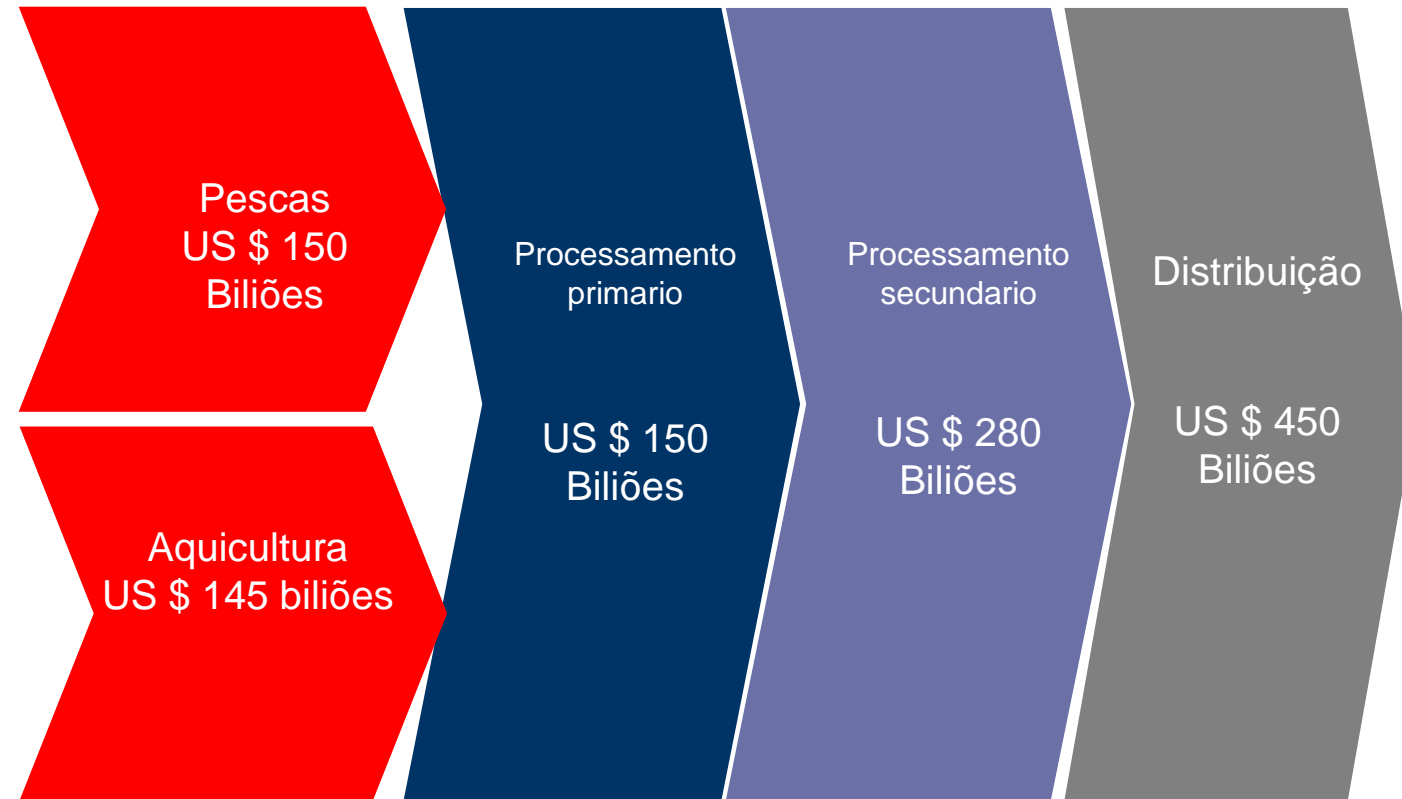 Pescas
US $ 150
Biliões
Aquicultura
US $ 145 biliões
Processamento
primario
US $ 150
Biliões
Processamento
secundario
US $ 280
Biliões
Distribuição
US $ 450
Biliões